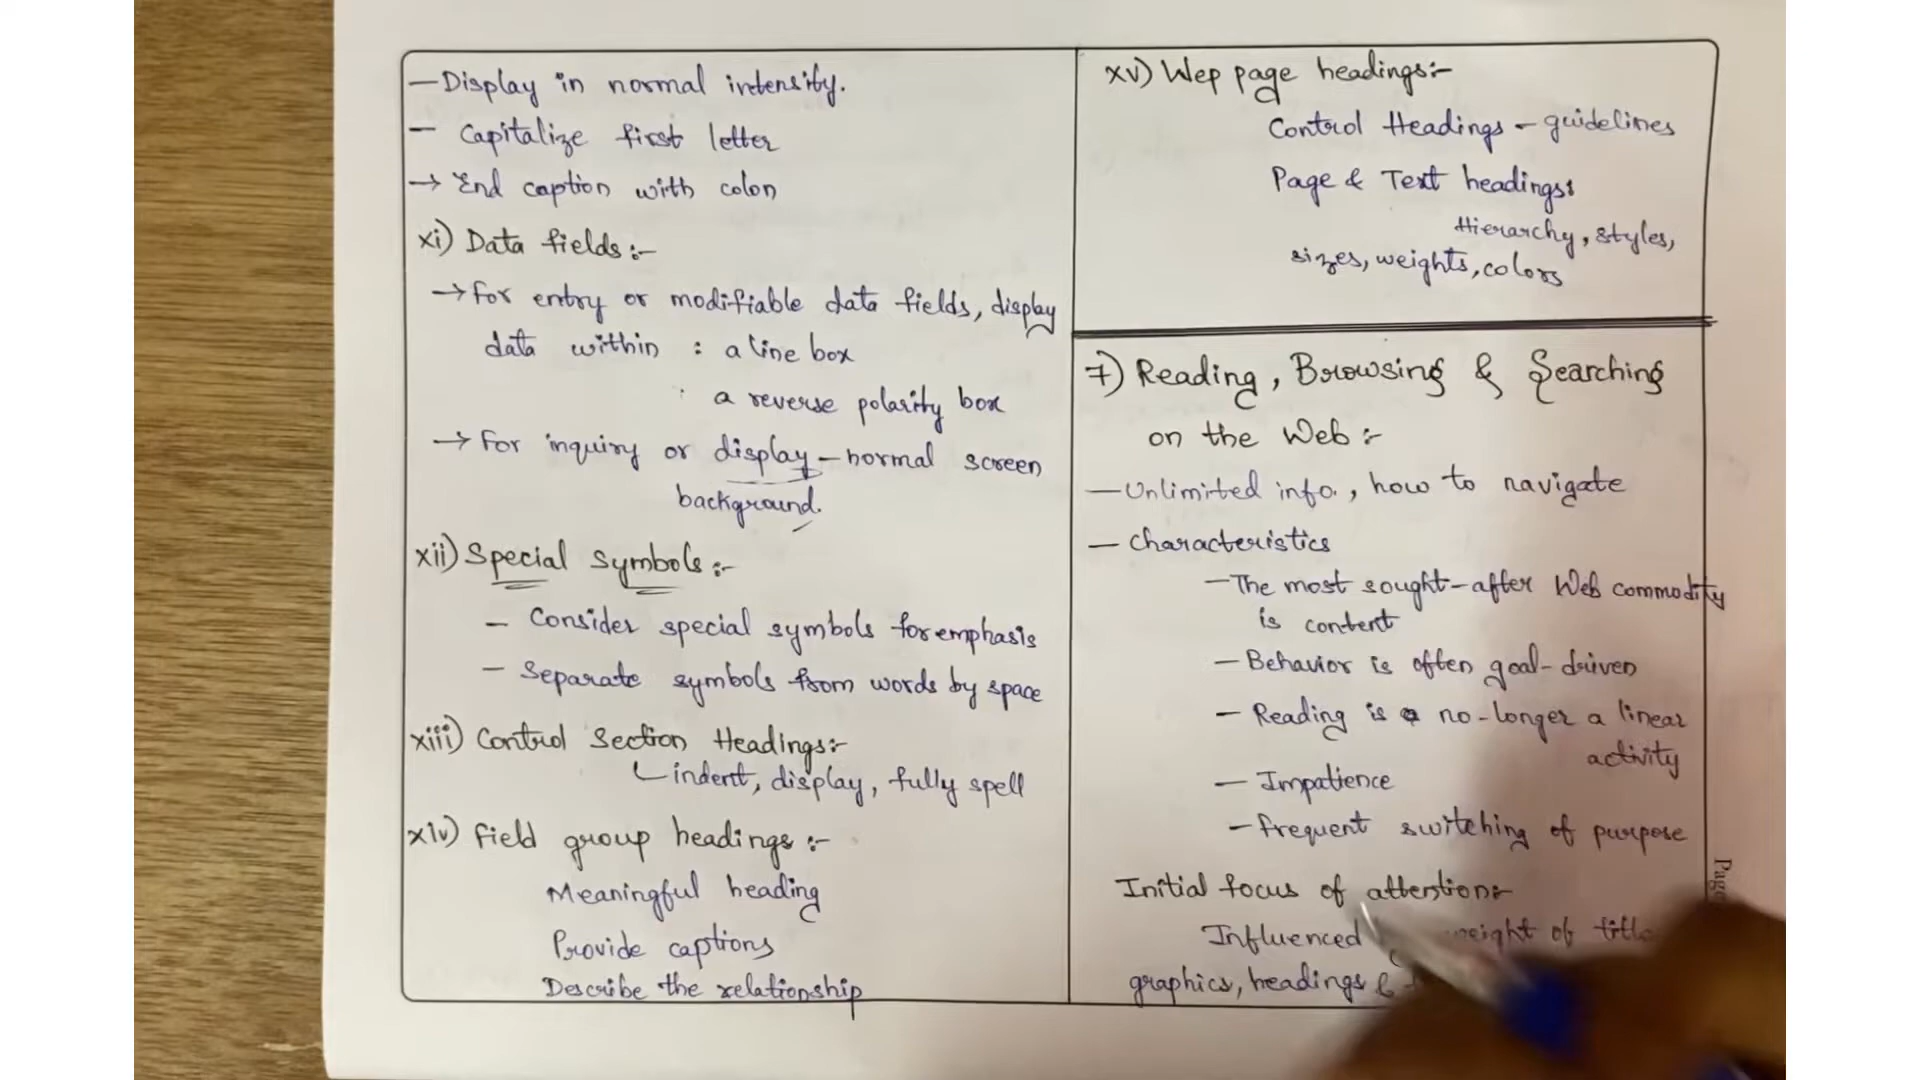 — Display in normal intensity.
— Capitalize first letter
→ End caption with colon
xi) Data fields:-
→ For entry or modifiable data fields, display
data within : a line box
: a reverse polarity box
→ For inquiry or display - normal screen
background.
xii) Special Symbols:-
— Consider special symbols for emphasis
— Separate symbols from words by space
xiii) Control Section Headings:-
indent, display, fully spell
xiv) Field group headings:-
Meaningful heading
Provide captions
Describe the relationship
xv) Wep page headings:-
Control Headings - guidelines
Page & Text headings:
Hierarchy, styles,
sizes, weights, colors
7) Reading, Browsing & Searching
on the Web:-
— Unlimited info., how to navigate
— Characteristics
— The most sought-after Web commodity
is content
— Behavior is often goal-driven
— Reading is no-longer a linear
activity
— Impatience
— Frequent switching of purpose
Initial focus of attention:-
Influenced weight of title
graphics, headings &
Page